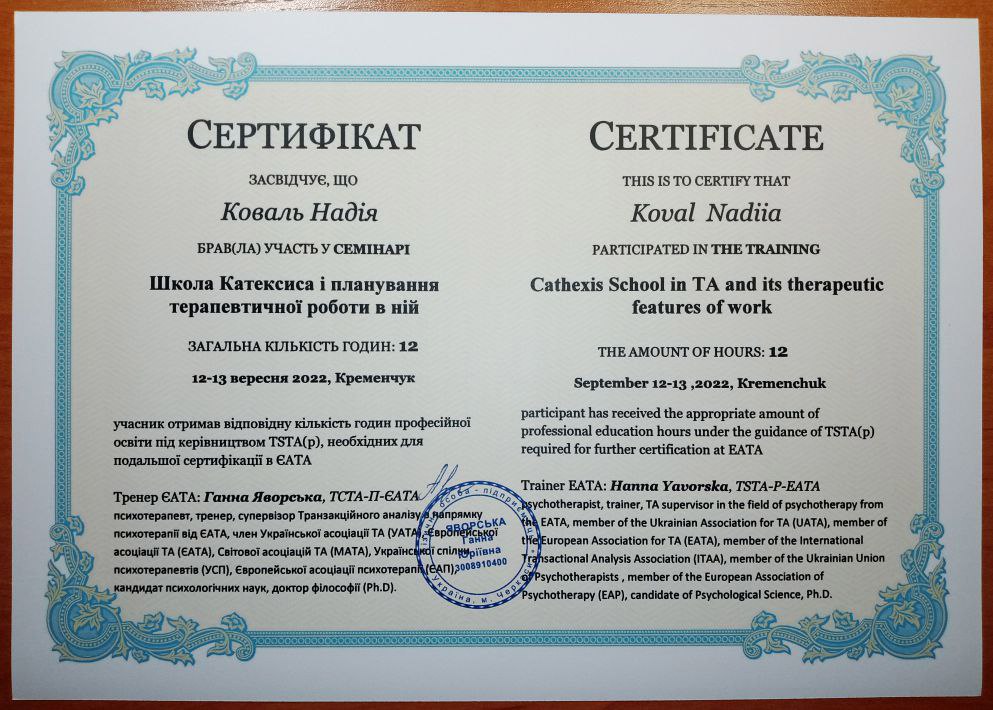 СЕРТИФІКАТ
ЗАСВІДЧУЄ, ЩО
Коваль Надія
БРАВ(ЛА) УЧАСТЬ У СЕМІНАРІ
Школа Катексиса і планування
терапевтичної роботи в ній
ЗАГАЛЬНА КІЛЬКІСТЬ ГОДИН: 12
12-13 вересня 2022, Кременчук
учасник отримав відповідну кількість годин професійної
освіти під керівництвом TSTA(p), необхідних для
подальшої сертифікації в ЄАТА
Тренер ЄАТА: Ганна Яворська, ТСТА-П-ЄАТА
психотерапевт, тренер, супервізор Транзакційного аналізу в напрямку
психотерапії від ЄАТА, член Української асоціації ТА (УАТА), Європейської
асоціації ТА (ЄАТА), Світової асоціацій ТА (МАТА), Української спілки
психотерапевтів (УСП), Європейської асоціації психотерапії (ЄАП),
кандидат психологічних наук, доктор філософії (Ph.D).
CERTIFICATE
THIS IS TO CERTIFY THAT
Koval Nadiia
PARTICIPATED IN THE TRAINING
Cathexis School in TA and its therapeutic
features of work
THE AMOUNT OF HOURS: 12
September 12-13 ,2022, Kremenchuk
participant has received the appropriate amount of
professional education hours under the guidance of TSTA(p)
required for further certification at EATA
Trainer EATA: Hanna Yavorska, TSTA-P-EATA
psychotherapist, trainer, TA supervisor in the field of psychotherapy from
the EATA, member of the Ukrainian Association for TA (UATA), member of
the European Association for TA (EATA), member of the International
Transactional Analysis Association (ITAA), member of the Ukrainian Union
of Psychotherapists , member of the European Association of
Psychotherapy (EAP), candidate of Psychological Science, Ph.D.
особа - підприємець
ЯВОРСЬКА
Ганна
Юріївна
3008910400
Україна, м. Черкаси